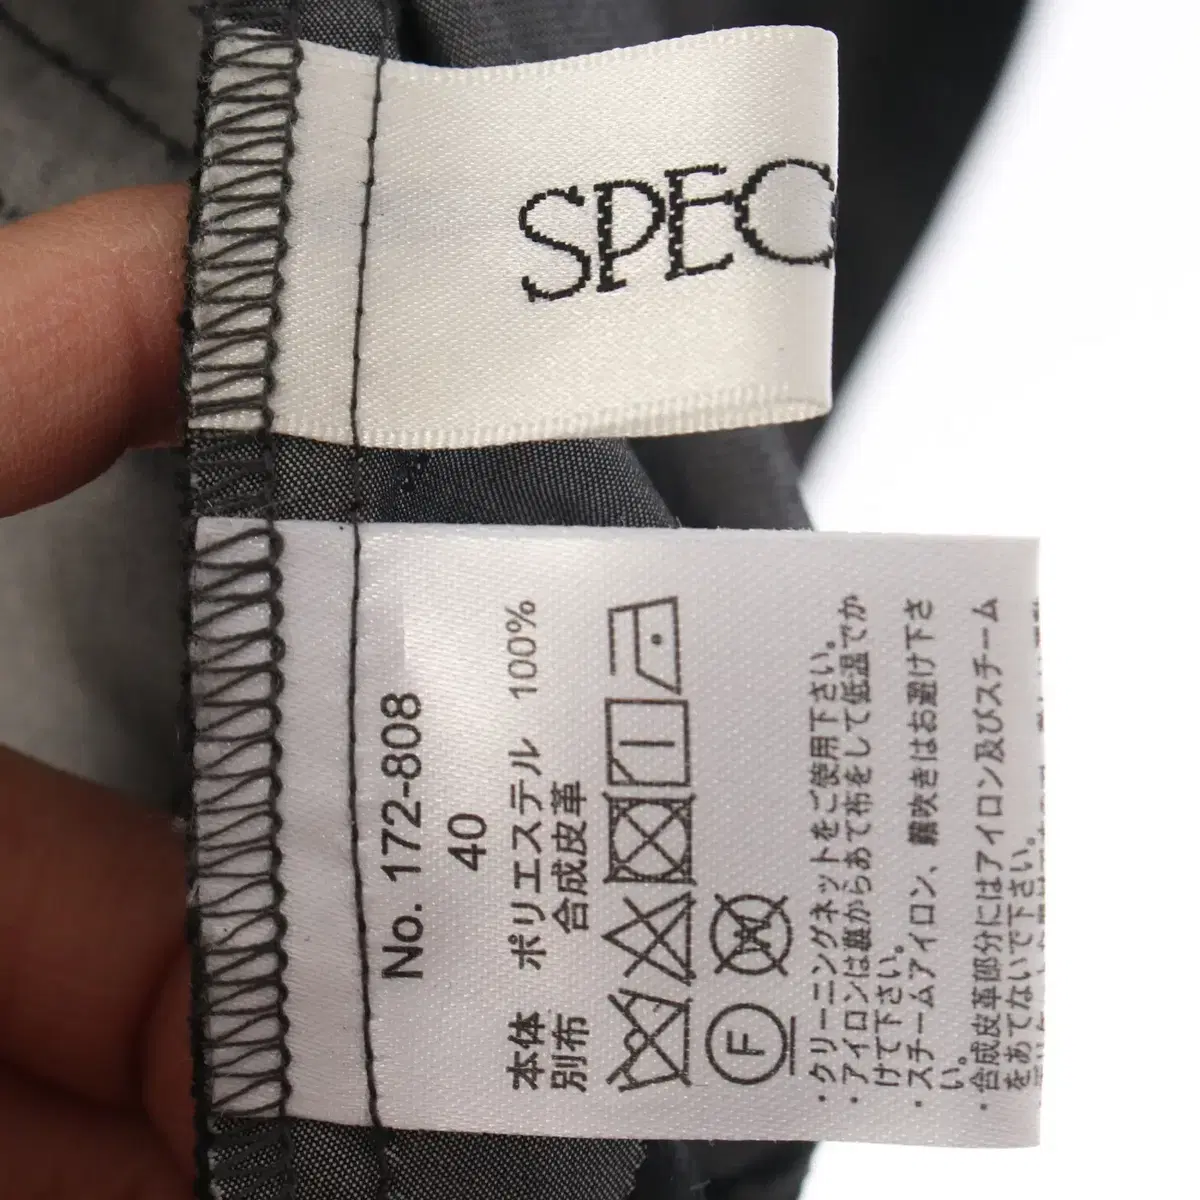 SPEC
No. 172-808
40
本体 ポリエステル 100%
別布 合成皮革
F
W
・クリーニングネットをご使用下さい。
・アイロンは裏からあて布をして低温でか
けて下さい。
・スチームアイロン、霧吹きはお避け下さ
い。
・合成皮革部分にはアイロン及びスチーム
をあてないで下さい。